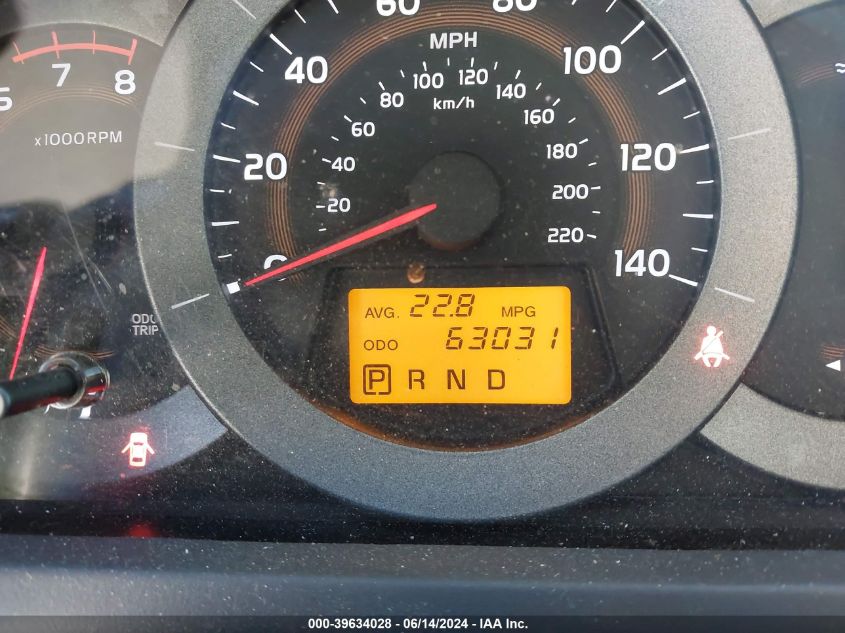 60 80
40 MPH 100
100 120
80 km/h 140
60 160
40 180
20 200
220
20 120
0 140
6 7 8
x1000RPM
ODO
TRIP
AVG. 22.8 MPG
ODO 63031
P R N D
000-39634028 - 06/14/2024 - IAA Inc.